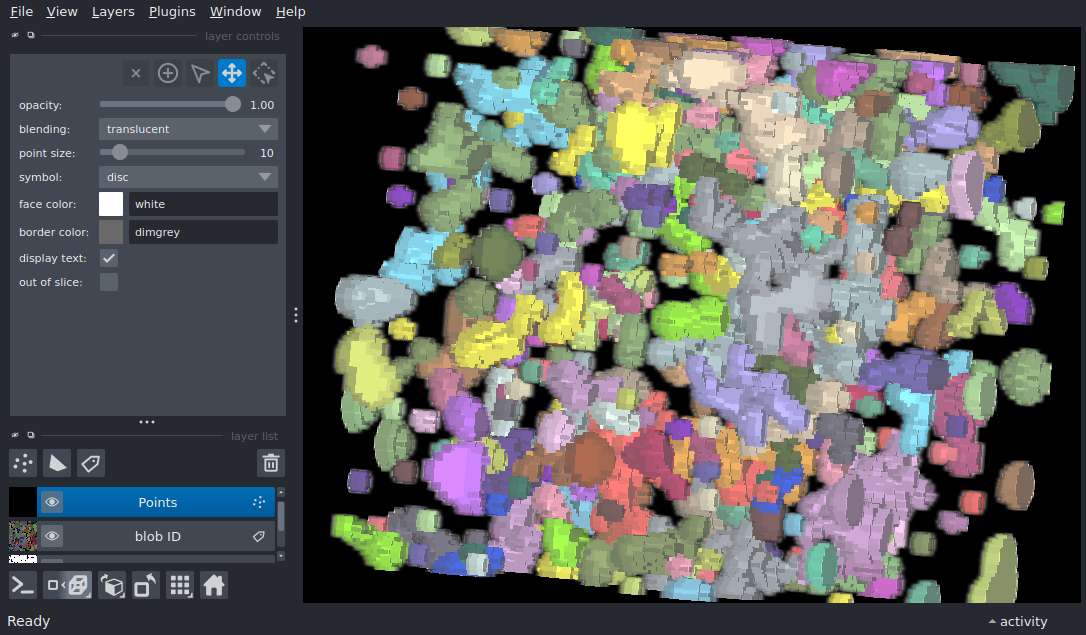 File View Layers Plugins Window Help
layer controls
opacity: 1.00
blending: translucent
point size: 10
symbol: disc
face color: white
border color: dimgrey
display text:
out of slice:
layer list
Points
blob ID
Ready activity